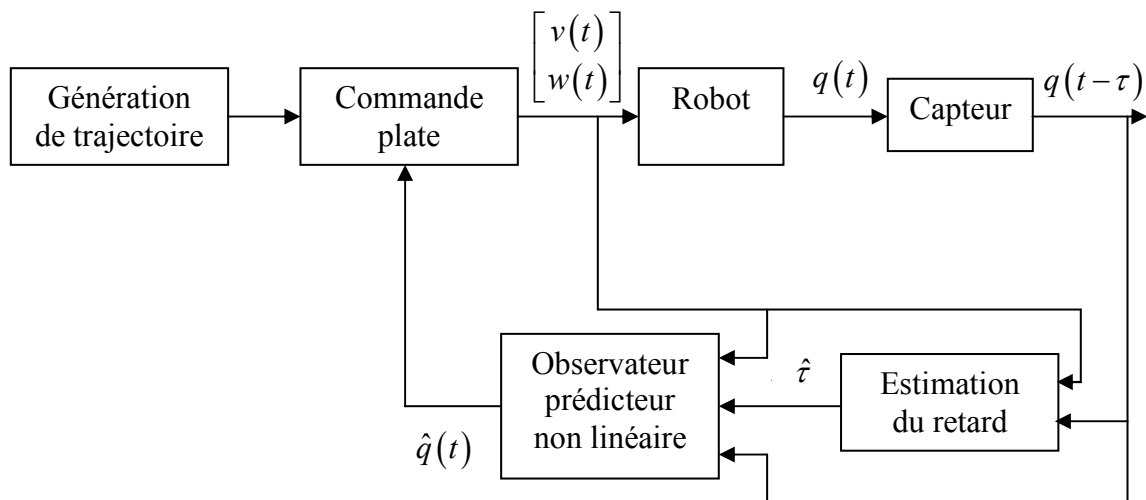 Génération
de trajectoire
Commande
plate
[v(t)
w(t)]
Robot
q(t)
Capteur
q(t−τ)
Observateur
prédicteur
non linéaire
τ̂
Estimation
du retard
q̂(t)